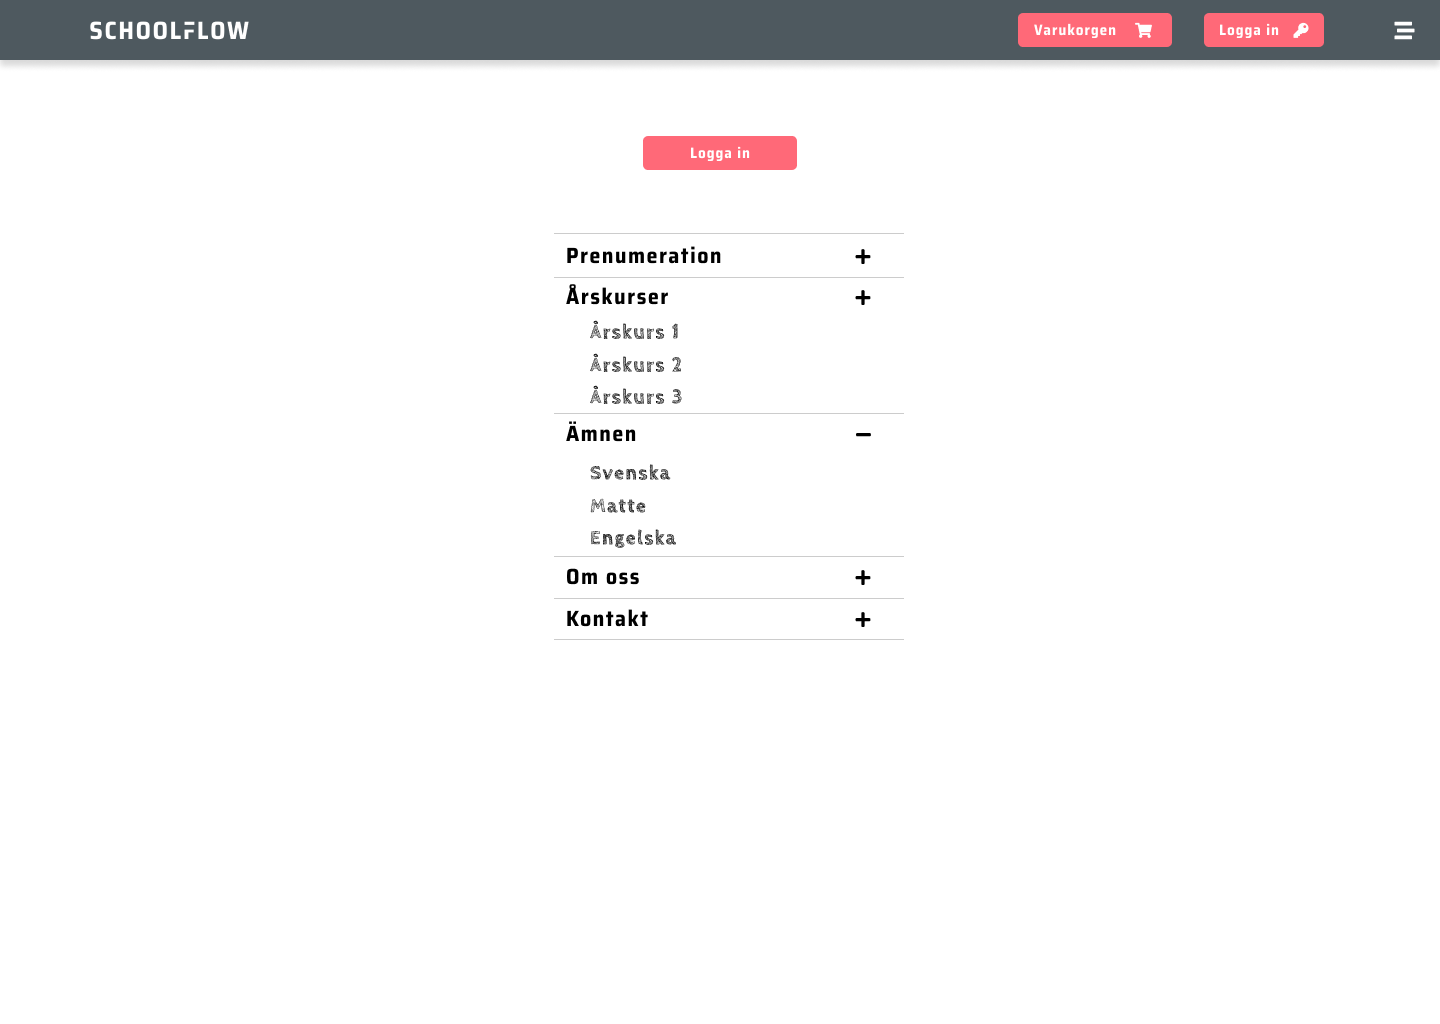 SCHOOLFLOW
Varukorgen
Logga in
Logga in
Prenumeration
Årskurser
Årskurs 1
Årskurs 2
Årskurs 3
Ämnen
Svenska
Matte
Engelska
Om oss
Kontakt